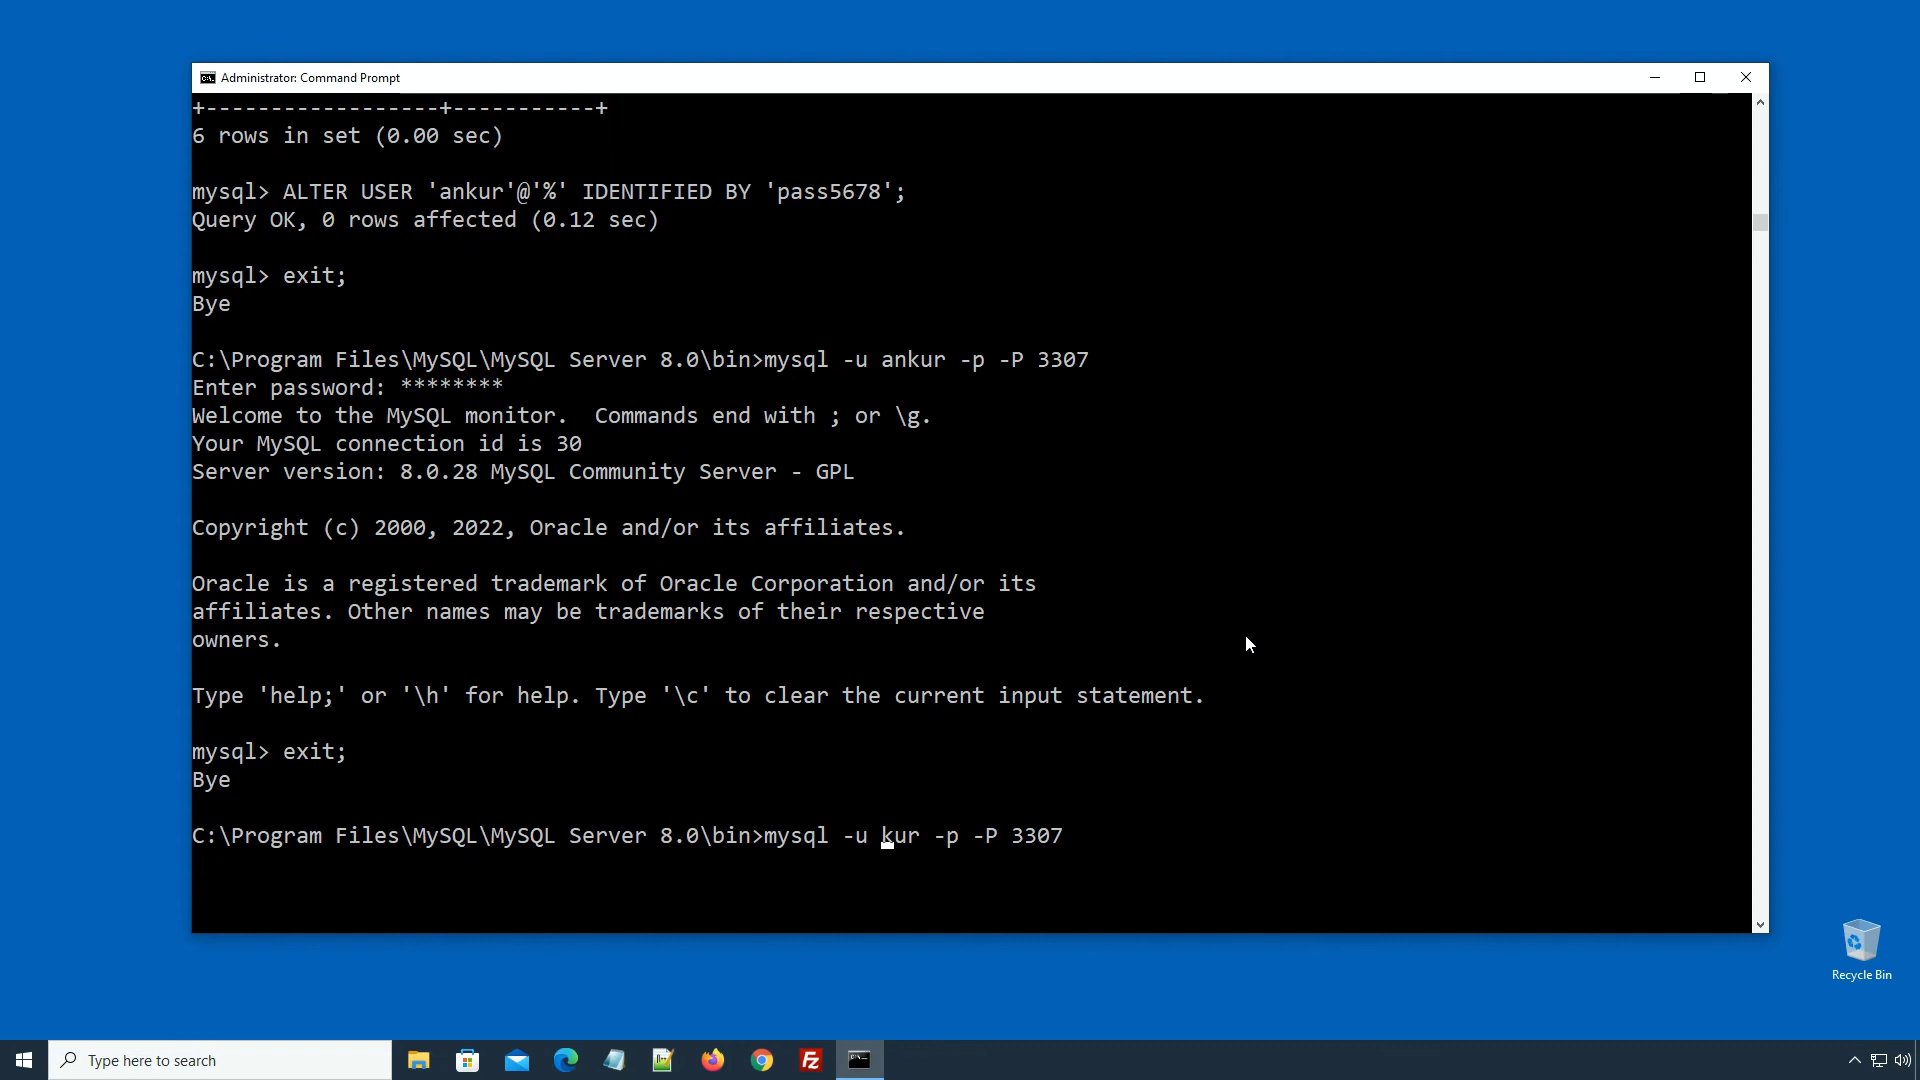 Administrator: Command Prompt
+------------------+-----------+
6 rows in set (0.00 sec)
mysql> ALTER USER 'ankur'@'%' IDENTIFIED BY 'pass5678';
Query OK, 0 rows affected (0.12 sec)
mysql> exit;
Bye
C:\Program Files\MySQL\MySQL Server 8.0\bin>mysql -u ankur -p -P 3307
Enter password: ********
Welcome to the MySQL monitor.  Commands end with ; or \g.
Your MySQL connection id is 30
Server version: 8.0.28 MySQL Community Server - GPL
Copyright (c) 2000, 2022, Oracle and/or its affiliates.
Oracle is a registered trademark of Oracle Corporation and/or its
affiliates. Other names may be trademarks of their respective
owners.
Type 'help;' or '\h' for help. Type '\c' to clear the current input statement.
mysql> exit;
Bye
C:\Program Files\MySQL\MySQL Server 8.0\bin>mysql -u kur -p -P 3307
Recycle Bin
Type here to search